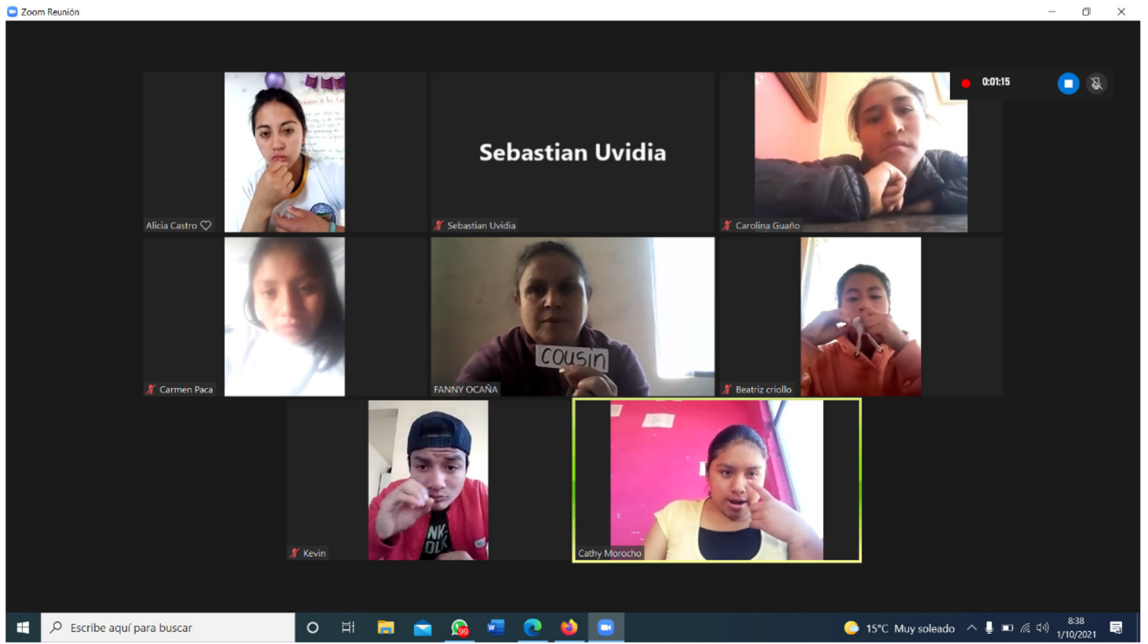 Zoom Reunión
0:01:15
Alicia Castro
Sebastian Uvidia
Sebastian Uvidia
Carolina Guaño
Carmen Paca
cousin
FANNY OCAÑA
Beatriz criollo
Kevin
Cathy Morocho
Escribe aquí para buscar
99
W
15°C Muy soleado
8:38
1/10/2021